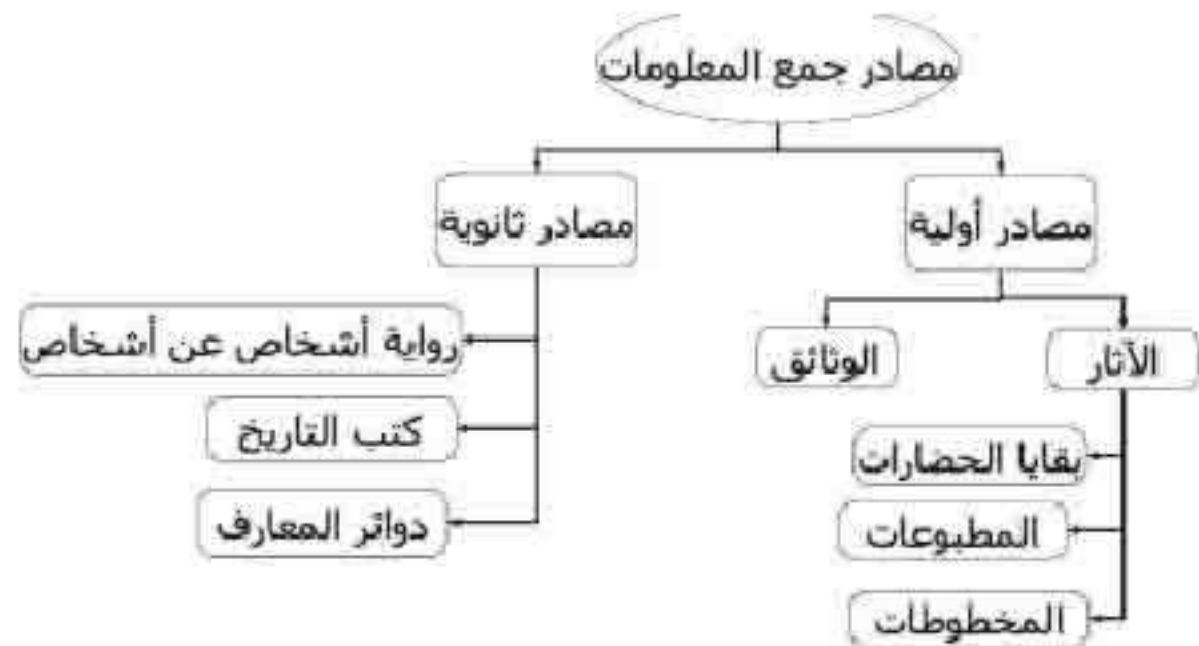 مصادر جمع المعلومات
مصادر أولية
مصادر ثانوية
الآثار
الوثائق
بقايا الحضارات
المطبوعات
المخطوطات
رواية أشخاص عن أشخاص
كتب التاريخ
دوائر المعارف